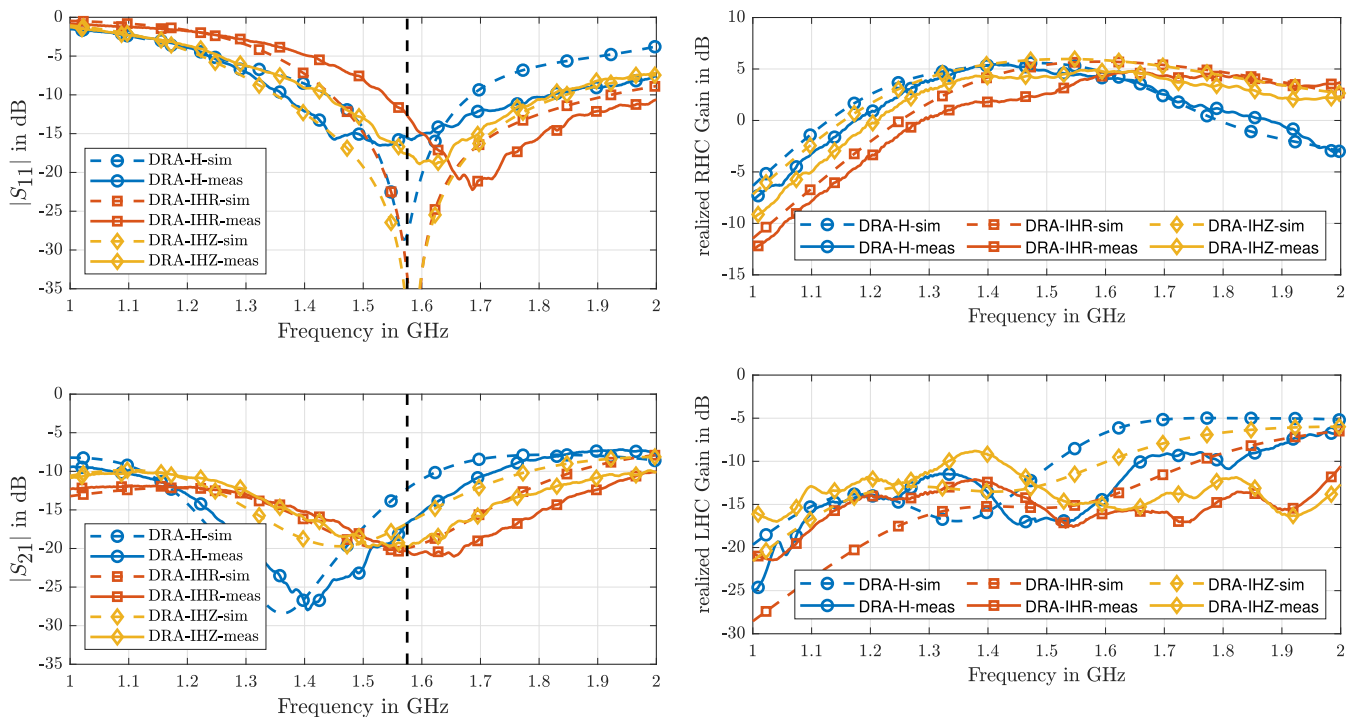 0
-5
-10
-15
-20
-25
-30
-35
|S11| in dB
DRA-H-sim
DRA-H-meas
DRA-IHR-sim
DRA-IHR-meas
DRA-IHZ-sim
DRA-IHZ-meas
1 1.1 1.2 1.3 1.4 1.5 1.6 1.7 1.8 1.9 2
Frequency in GHz
10
5
0
-5
-10
-15
realized RHC Gain in dB
DRA-H-sim DRA-IHR-sim DRA-IHZ-sim
DRA-H-meas DRA-IHR-meas DRA-IHZ-meas
1 1.1 1.2 1.3 1.4 1.5 1.6 1.7 1.8 1.9 2
Frequency in GHz
0
-5
-10
-15
-20
-25
-30
-35
|S21| in dB
DRA-H-sim
DRA-H-meas
DRA-IHR-sim
DRA-IHR-meas
DRA-IHZ-sim
DRA-IHZ-meas
1 1.1 1.2 1.3 1.4 1.5 1.6 1.7 1.8 1.9 2
Frequency in GHz
0
-5
-10
-15
-20
-25
-30
realized LHC Gain in dB
DRA-H-sim DRA-IHR-sim DRA-IHZ-sim
DRA-H-meas DRA-IHR-meas DRA-IHZ-meas
1 1.1 1.2 1.3 1.4 1.5 1.6 1.7 1.8 1.9 2
Frequency in GHz